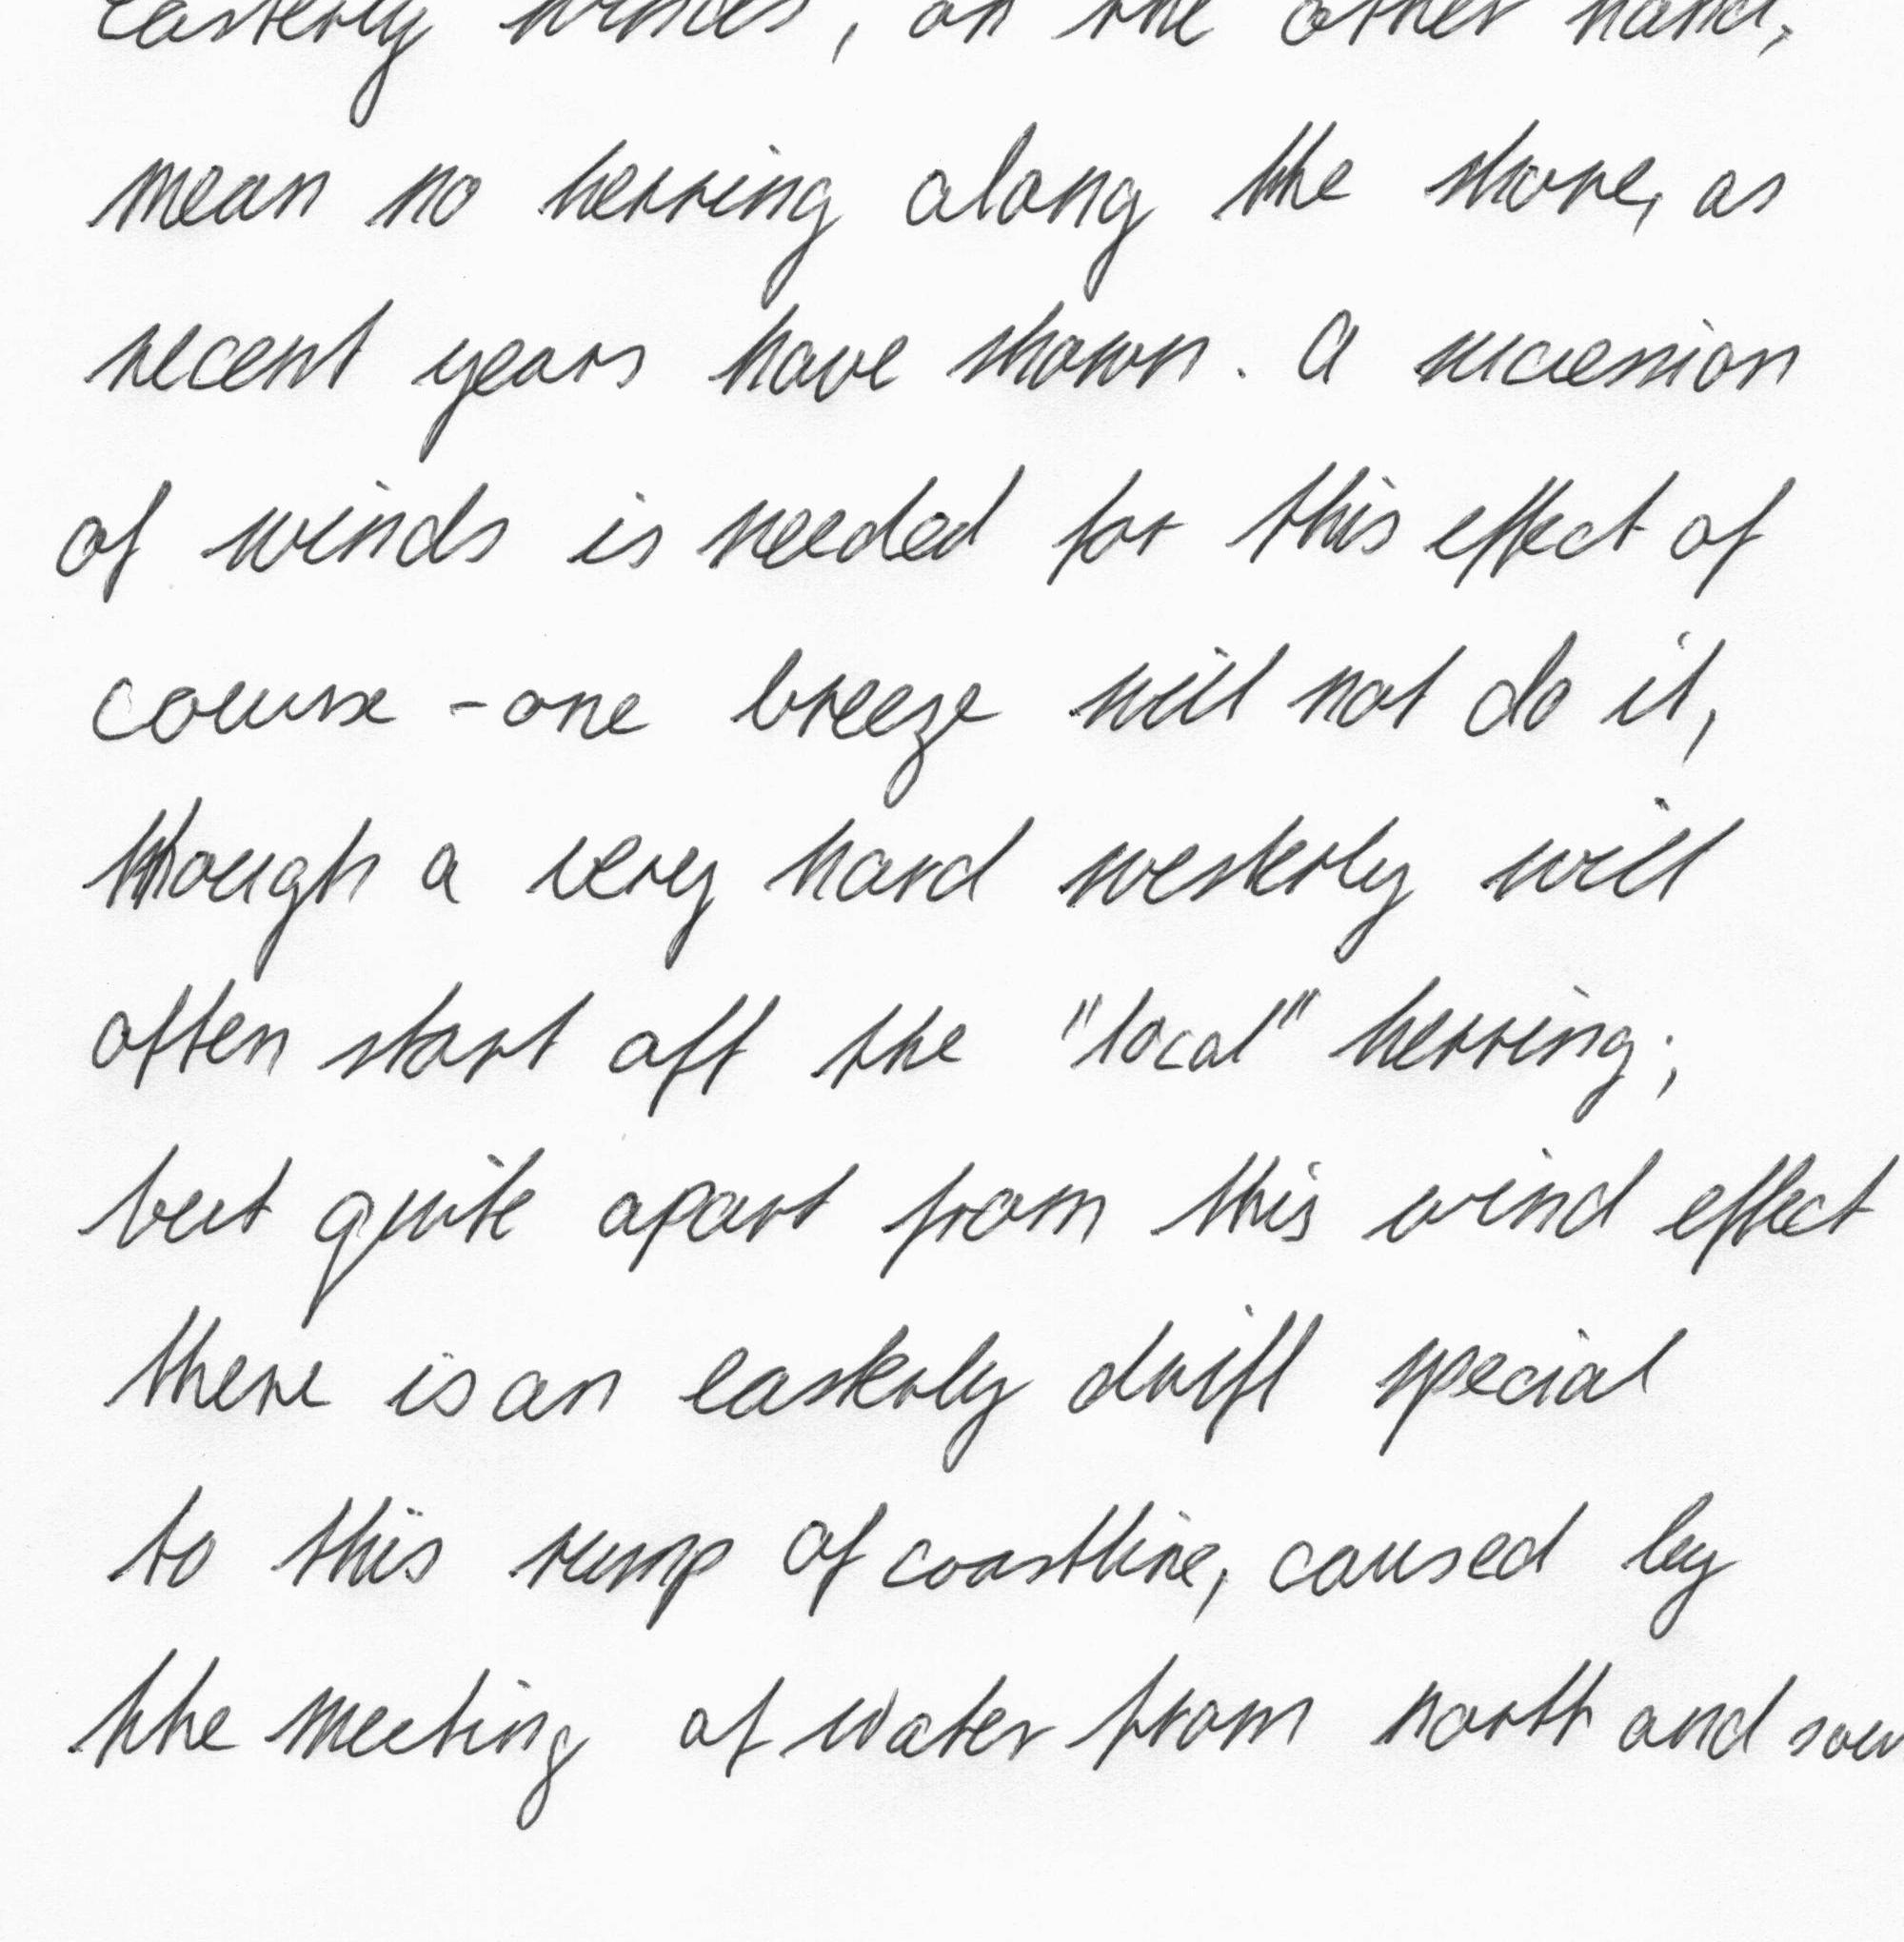 easterly winds, on the other hand,
mean no herring along the shore, as
recent years have shown. A succession
of winds is needed for this effect of
course - one breeze will not do it,
though a very hard westerly will
often start off the "local" herring;
but quite apart from this wind effect
there is an easterly drift special
to this rump of coastline, caused by
the meeting of water from north and